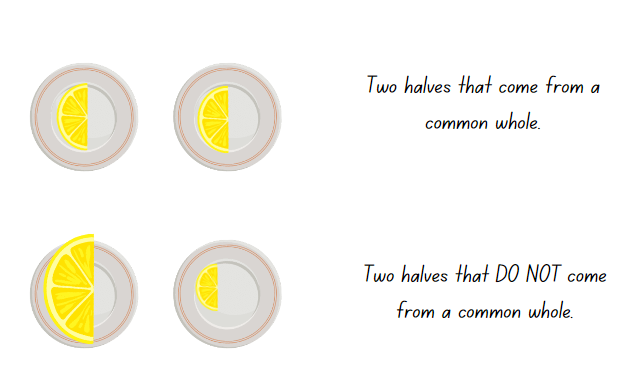 Two halves that come from a
common whole.
Two halves that DO NOT come
from a common whole.